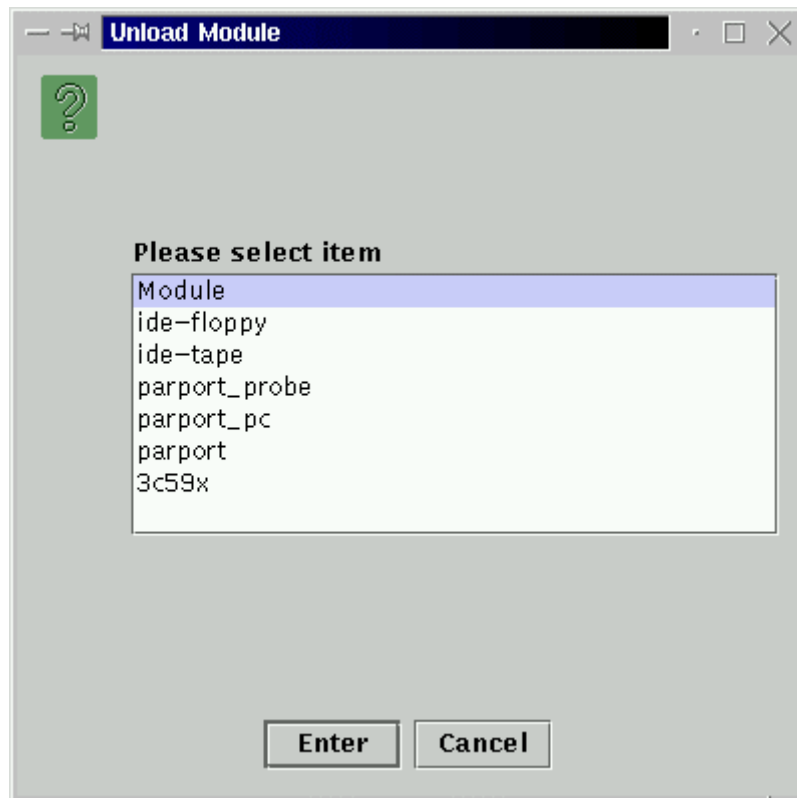 Unload Module
Please select item
Module
ide-floppy
ide-tape
parport_probe
parport_pc
parport
3c59x
Enter Cancel